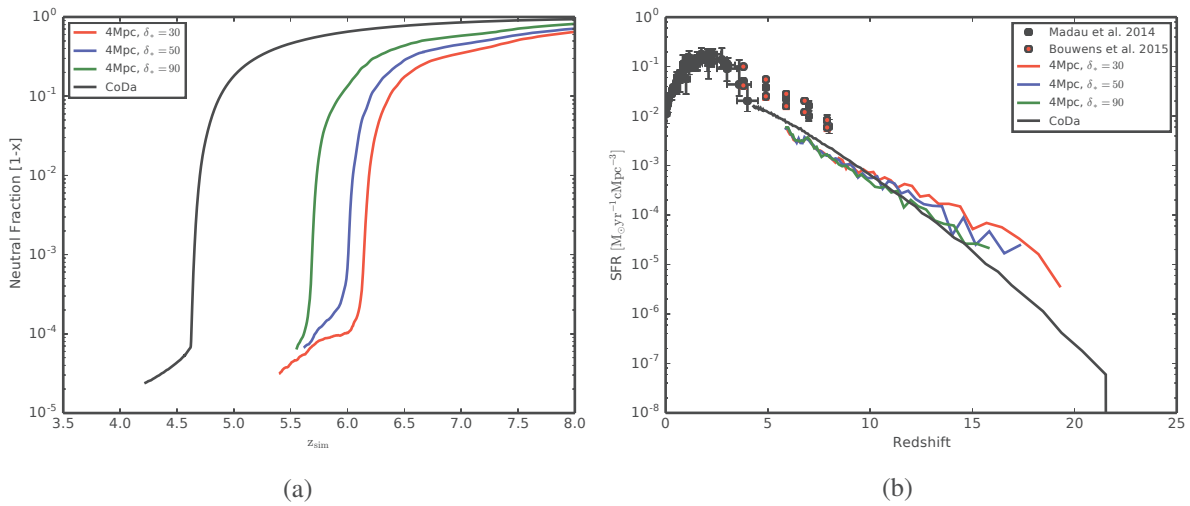 10⁰
10⁻¹
10⁻²
10⁻³
10⁻⁴
10⁻⁵
Neutral Fraction [1-x]
4Mpc, δ* = 30
4Mpc, δ* = 50
4Mpc, δ* = 90
CoDa
3.5 4.0 4.5 5.0 5.5 6.0 6.5 7.0 7.5 8.0
z_sim
(a)
10⁰
10⁻¹
10⁻²
10⁻³
10⁻⁴
10⁻⁵
10⁻⁶
10⁻⁷
10⁻⁸
SFR [M⊙yr⁻¹cMpc⁻³]
Madau et al. 2014
Bouwens et al. 2015
4Mpc, δ* = 30
4Mpc, δ* = 50
4Mpc, δ* = 90
CoDa
0 5 10 15 20 25
Redshift
(b)